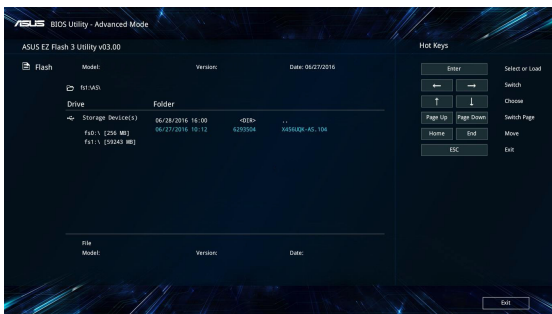 ASUS BIOS Utility - Advanced Mode
ASUS EZ Flash 3 Utility v03.00
Flash
Model: Version: Date: 06/27/2016
fs1:\AS\
Drive Folder
Storage Device(s)
fs0:\ [256 MB]
fs1:\ [59243 MB]
06/28/2016 16:00 <DIR> ..
06/27/2016 10:12 6293504 X456UQK-AS.104
File
Model: Version: Date:
Hot Keys
Enter Select or Load
← → Switch
↑ ↓ Choose
Page Up Page Down Switch Page
Home End Move
ESC Exit
Exit